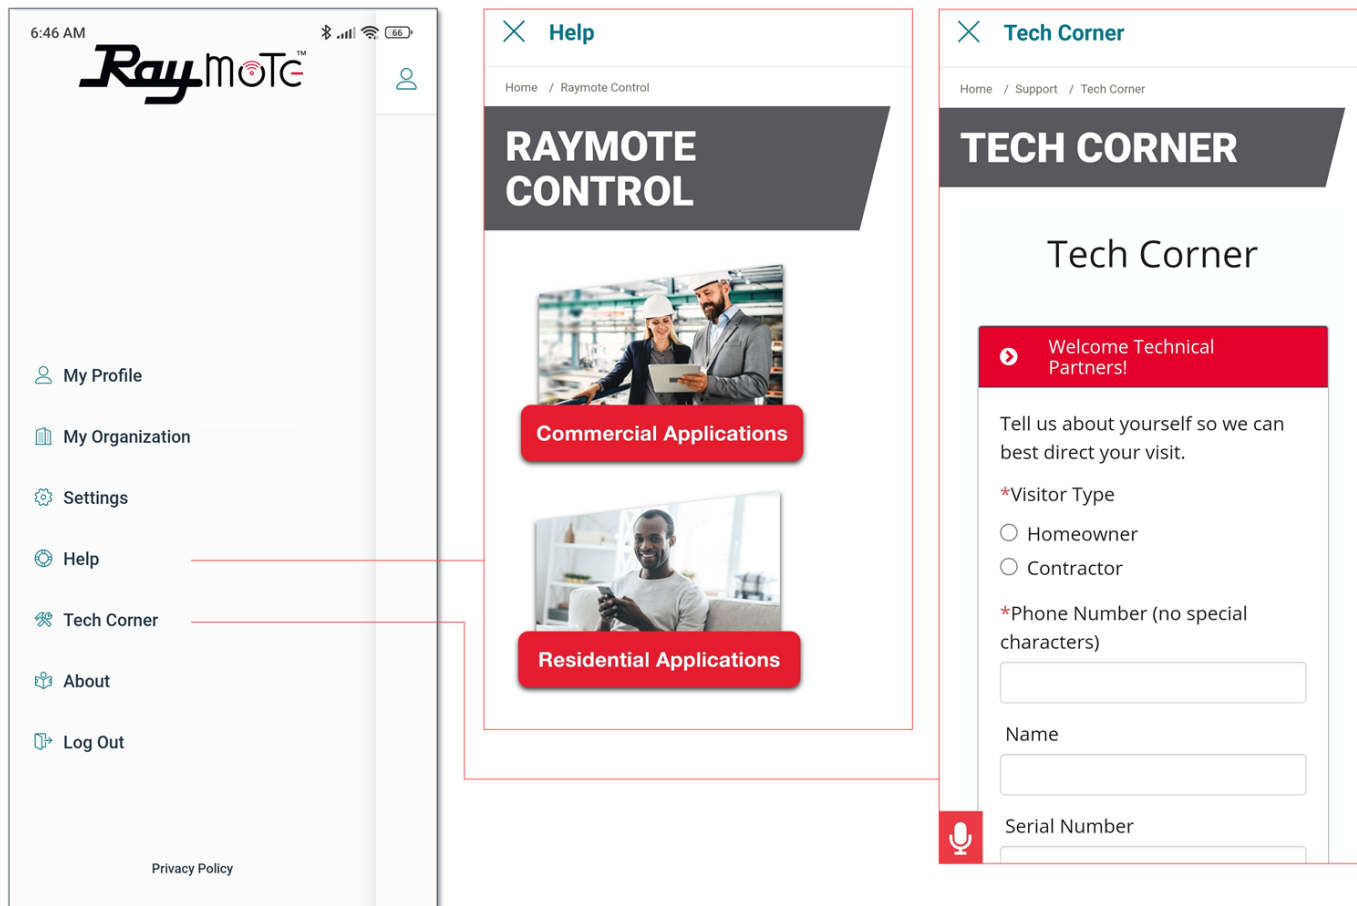 6:46 AM
66
RaymoTe™
My Profile
My Organization
Settings
Help
Tech Corner
About
Log Out
Privacy Policy
Help
Home / Raymote Control
RAYMOTE
CONTROL
Commercial Applications
Residential Applications
Tech Corner
Home / Support / Tech Corner
TECH CORNER
Tech Corner
Welcome Technical
Partners!
Tell us about yourself so we can
best direct your visit.
*Visitor Type
Homeowner
Contractor
*Phone Number (no special
characters)
Name
Serial Number